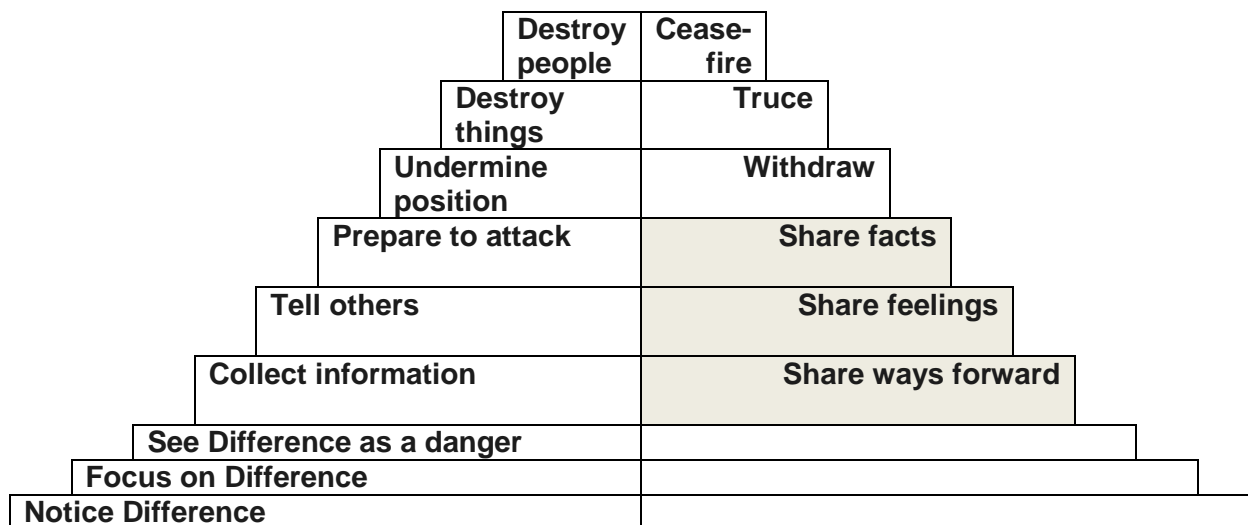 Destroy people
Cease-fire
Destroy things
Truce
Undermine position
Withdraw
Prepare to attack
Share facts
Tell others
Share feelings
Collect information
Share ways forward
See Difference as a danger
Focus on Difference
Notice Difference